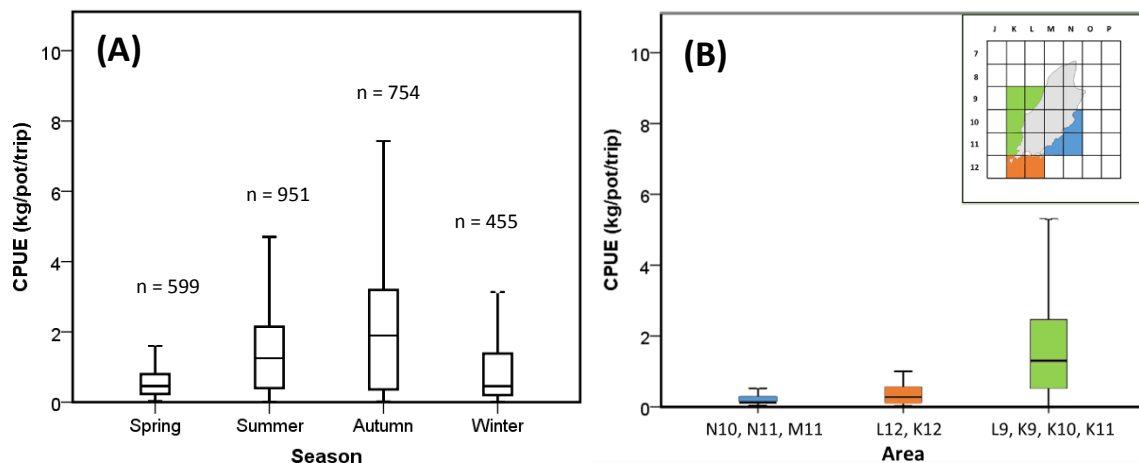 (A)
CPUE (kg/pot/trip)
10
8
6
4
2
0
n = 599
n = 951
n = 754
n = 455
Spring Summer Autumn Winter
Season
(B)
CPUE (kg/pot/trip)
10
8
6
4
2
0
N10, N11, M11 L12, K12 L9, K9, K10, K11
Area
J K L M N O P
7
8
9
10
11
12